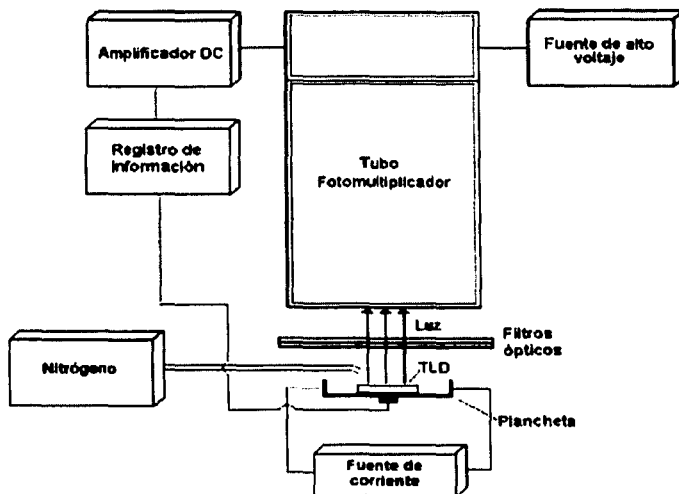 Amplificador DC
Fuente de alto
voltaje
Registro de
información
Tubo
Fotomultiplicador
Luz
Filtros
ópticos
Nitrógeno
TLD
Plancheta
Fuente de
corriente